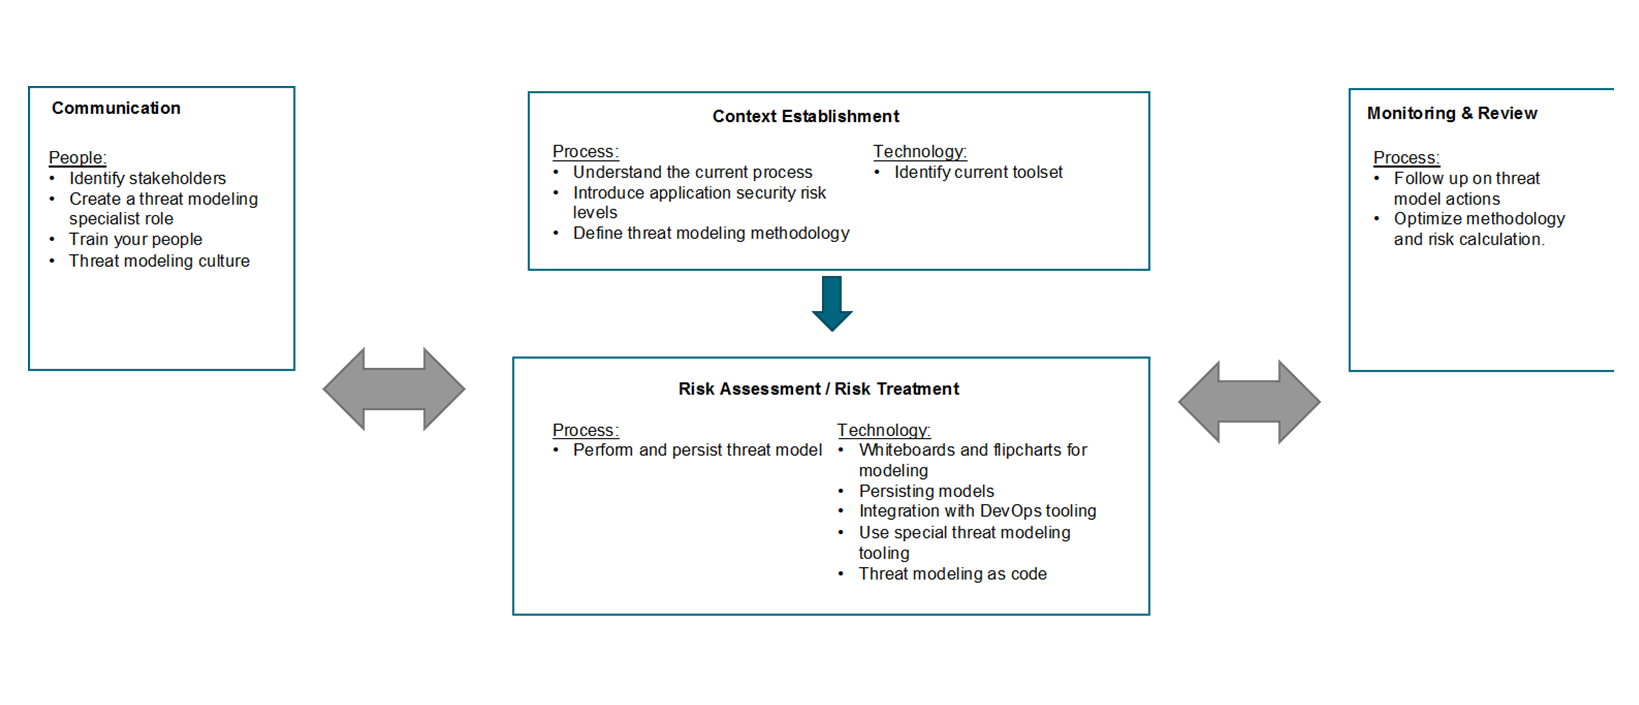 Communication
People:
• Identify stakeholders
• Create a threat modeling
specialist role
• Train your people
• Threat modeling culture
Context Establishment
Process:
• Understand the current process
• Introduce application security risk
levels
• Define threat modeling methodology
Technology:
• Identify current toolset
Risk Assessment / Risk Treatment
Process:
• Perform and persist threat model
Technology:
• Whiteboards and flipcharts for
modeling
• Persisting models
• Integration with DevOps tooling
• Use special threat modeling
tooling
• Threat modeling as code
Monitoring & Review
Process:
• Follow up on threat
model actions
• Optimize methodology
and risk calculation.